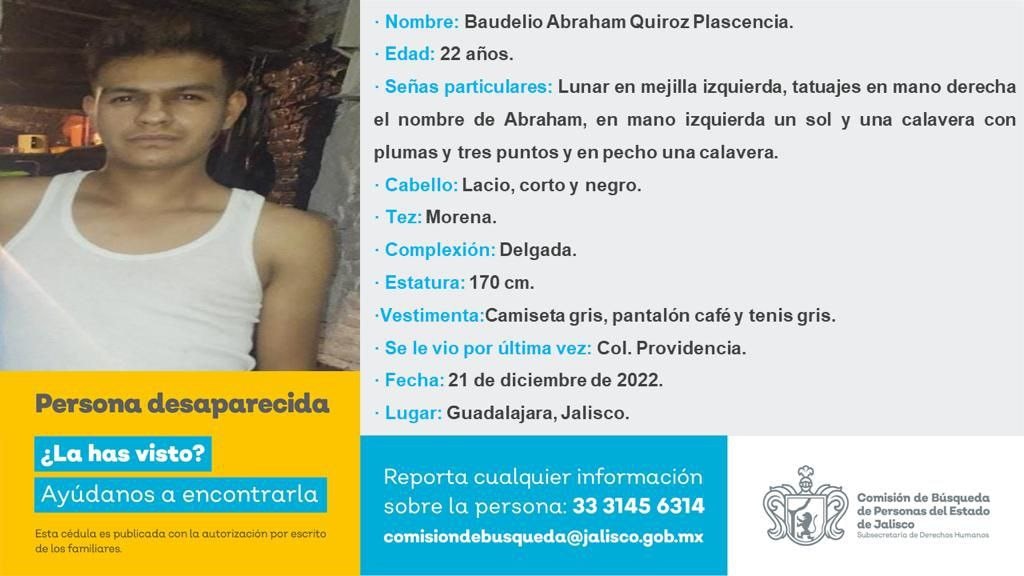 · Nombre: Baudelio Abraham Quiroz Plascencia.
· Edad: 22 años.
· Señas particulares: Lunar en mejilla izquierda, tatuajes en mano derecha
el nombre de Abraham, en mano izquierda un sol y una calavera con
plumas y tres puntos y en pecho una calavera.
· Cabello: Lacio, corto y negro.
· Tez: Morena.
· Complexión: Delgada.
· Estatura: 170 cm.
·Vestimenta:Camiseta gris, pantalón café y tenis gris.
· Se le vio por última vez: Col. Providencia.
· Fecha: 21 de diciembre de 2022.
· Lugar: Guadalajara, Jalisco.
Persona desaparecida
¿La has visto?
Ayúdanos a encontrarla
Esta cédula es publicada con la autorización por escrito
de los familiares.
Reporta cualquier información
sobre la persona: 33 3145 6314
comisiondebusqueda@jalisco.gob.mx
Comisión de Búsqueda
de Personas del Estado
de Jalisco
Subsecretaría de Derechos Humanos